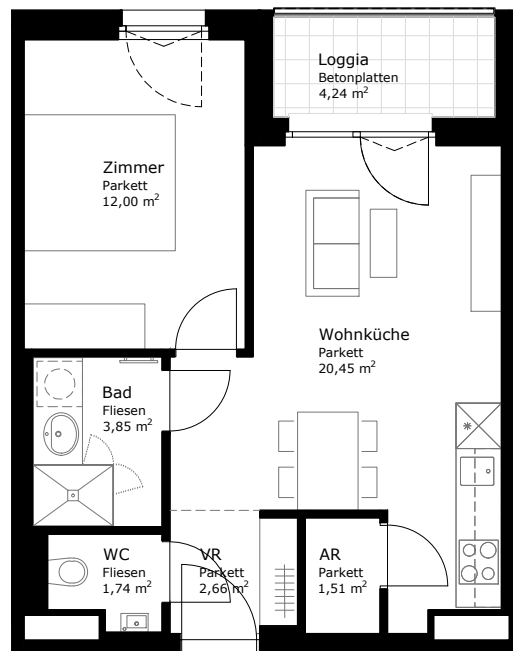 Loggia
Betonplatten
4,24 m²
Zimmer
Parkett
12,00 m²
Wohnküche
Parkett
20,45 m²
Bad
Fliesen
3,85 m²
WC
Fliesen
1,74 m²
VR
Parkett
2,66 m²
AR
Parkett
1,51 m²